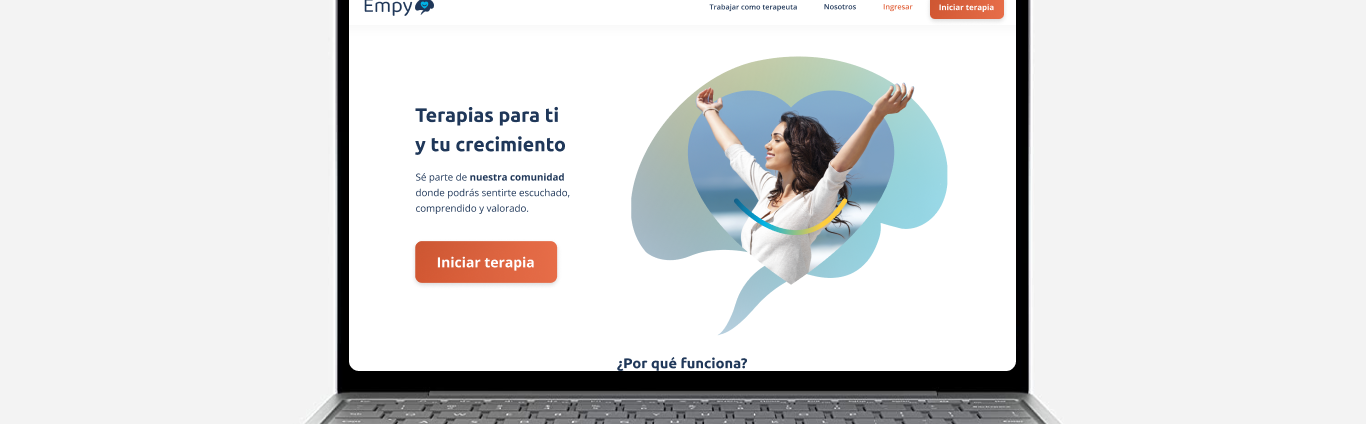 Empy
Trabajar como terapeuta
Nosotros
Ingresar
Iniciar terapia
Terapias para ti
y tu crecimiento
Sé parte de nuestra comunidad
donde podrás sentirte escuchado,
comprendido y valorado.
Iniciar terapia
¿Por qué funciona?